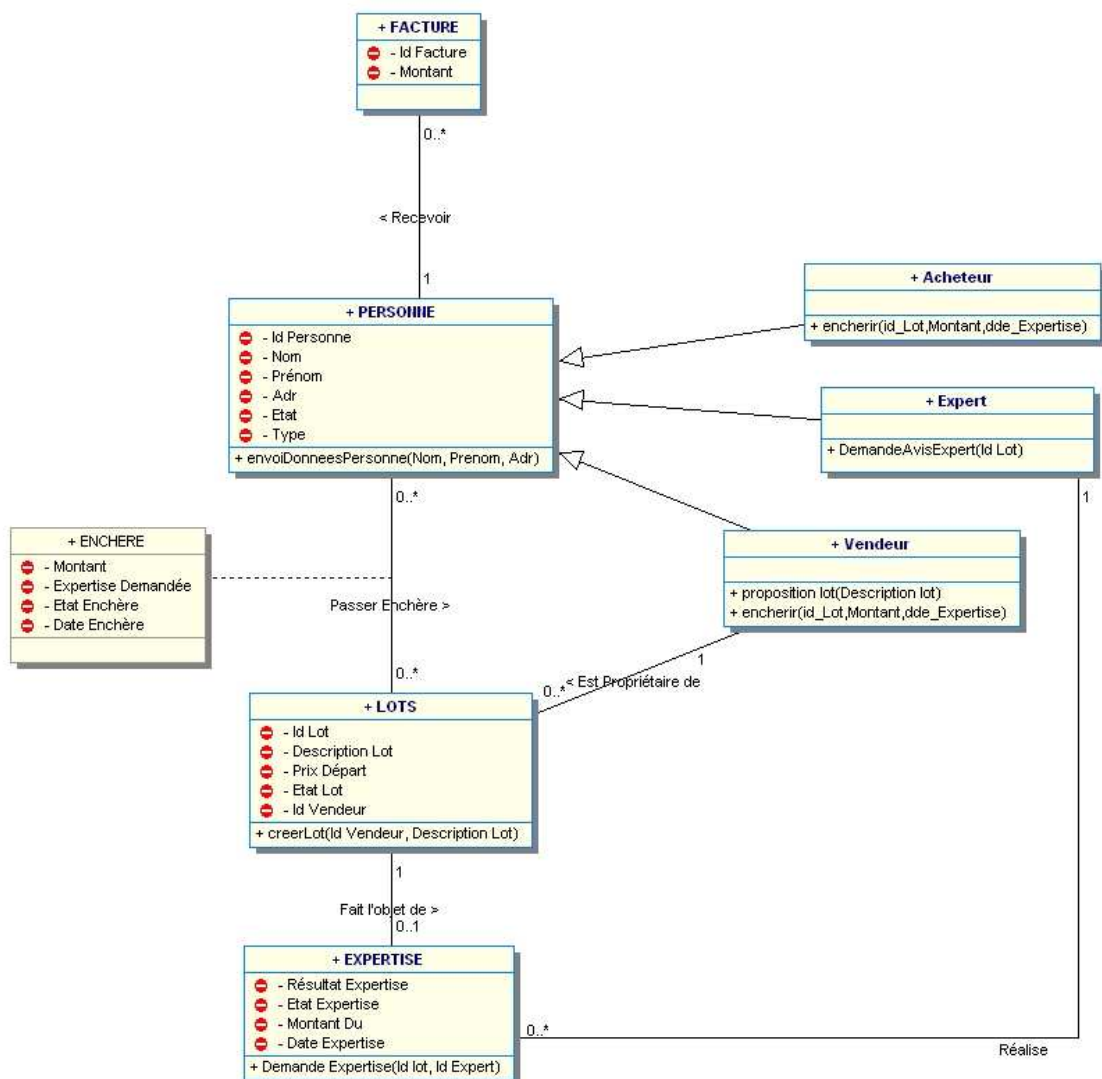 + FACTURE
- Id Facture
- Montant
0..*
< Recevoir
1
+ PERSONNE
- Id Personne
- Nom
- Prénom
- Adr
- Etat
- Type
+ envoiDonneesPersonne(Nom, Prenom, Adr)
+ Acheteur
+ encherir(id_Lot,Montant,dde_Expertise)
+ Expert
+ DemandeAvisExpert(Id Lot)
1
0..*
+ ENCHERE
- Montant
- Expertise Demandée
- Etat Enchère
- Date Enchère
Passer Enchère >
+ Vendeur
+ proposition lot(Description lot)
+ encherir(id_Lot,Montant,dde_Expertise)
1
< Est Propriétaire de
0..*
0..*
+ LOTS
- Id Lot
- Description Lot
- Prix Départ
- Etat Lot
- Id Vendeur
+ creerLot(Id Vendeur, Description Lot)
1
Fait l'objet de >
0..1
+ EXPERTISE
- Résultat Expertise
- Etat Expertise
- Montant Du
- Date Expertise
+ Demande Expertise(Id lot, Id Expert)
0..*
Réalise